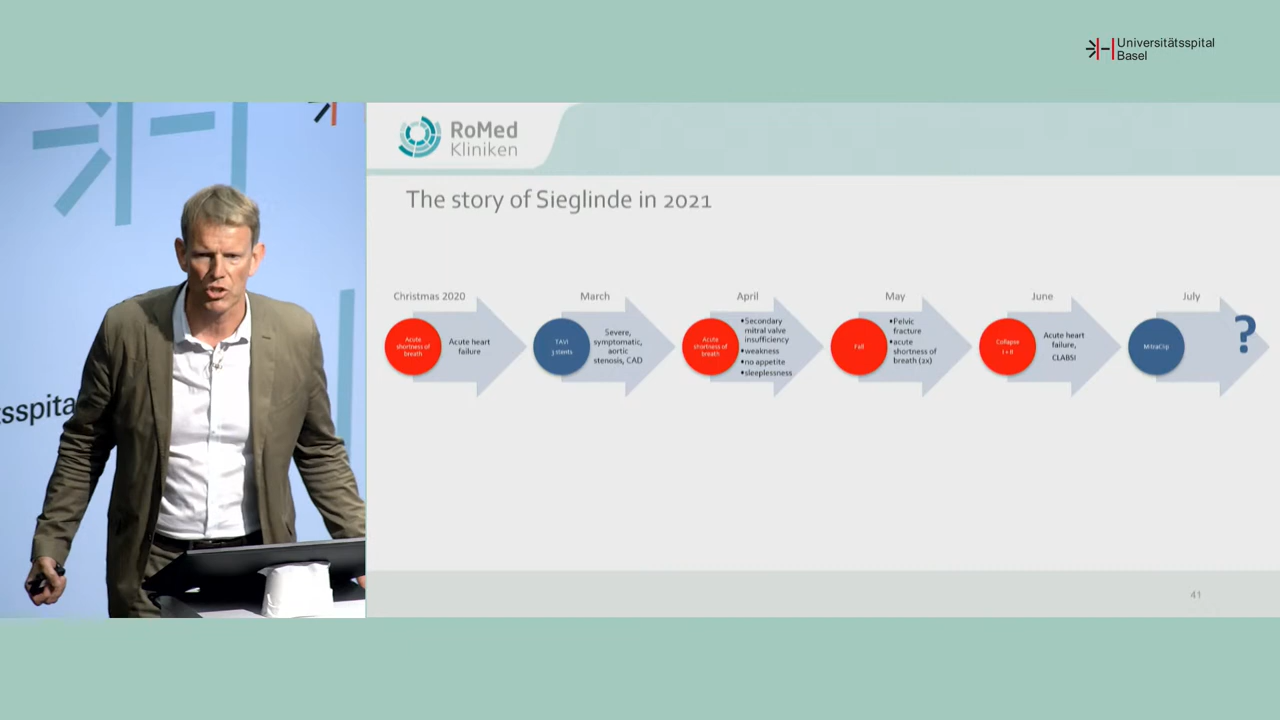 Universitätsspital
Basel
tsspita
RoMed
Kliniken
The story of Sieglinde in 2021
Christmas 2020
Acute
shortness of
breath
Acute heart
failure
March
TAVI
3 stents
Severe,
symptomatic,
aortic
stenosis, CAD
April
Acute
shortness of
breath
•Secondary
mitral valve
insufficiency
•weakness
•no appetite
•sleeplessness
May
Fall
•Pelvic
fracture
•acute
shortness of
breath (2x)
June
Collaps
I + II
Acute heart
failure,
CLABSI
July
MitraClip
?
41